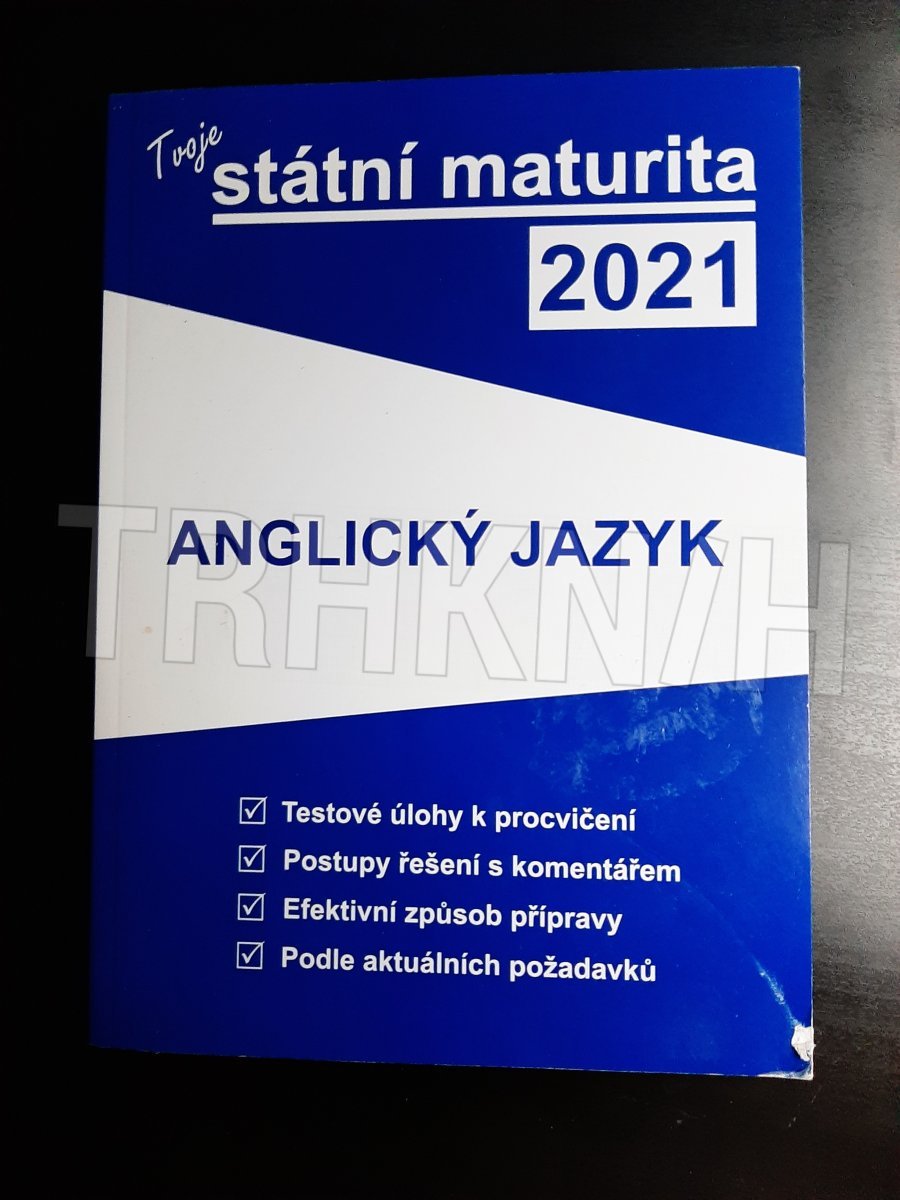 Tvoje
státní maturita
2021
ANGLICKÝ JAZYK
TRHKNIH
Testové úlohy k procvičení
Postupy řešení s komentářem
Efektivní způsob přípravy
Podle aktuálních požadavků